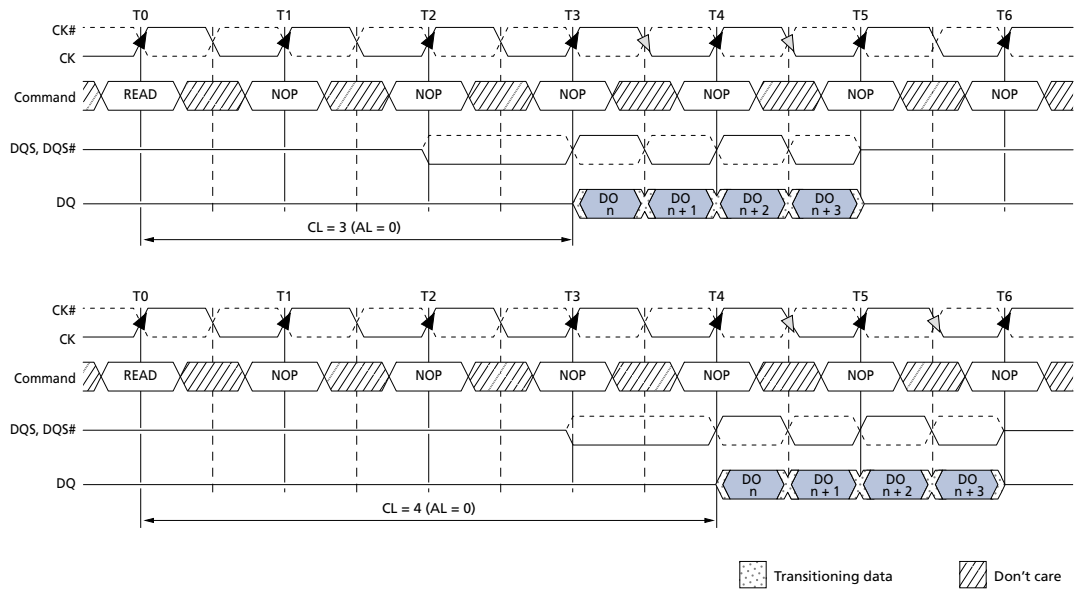 T0 T1 T2 T3 T4 T5 T6
CK#
CK
Command READ NOP NOP NOP NOP NOP NOP
DQS, DQS#
DQ DO n DO n + 1 DO n + 2 DO n + 3
CL = 3 (AL = 0)
T0 T1 T2 T3 T4 T5 T6
CK#
CK
Command READ NOP NOP NOP NOP NOP NOP
DQS, DQS#
DQ DO n DO n + 1 DO n + 2 DO n + 3
CL = 4 (AL = 0)
Transitioning data Don't care